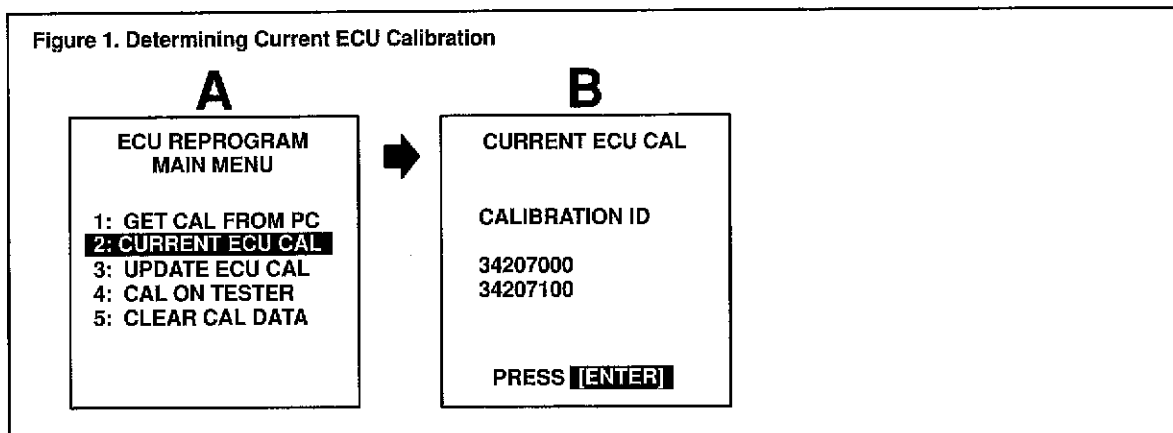 Figure 1. Determining Current ECU Calibration
A
ECU REPROGRAM
MAIN MENU
1: GET CAL FROM PC
2: CURRENT ECU CAL
3: UPDATE ECU CAL
4: CAL ON TESTER
5: CLEAR CAL DATA
B
CURRENT ECU CAL
CALIBRATION ID
34207000
34207100
PRESS [ENTER]